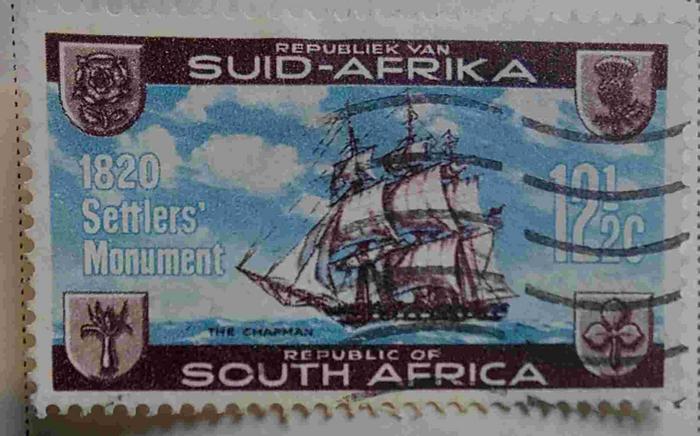 REPUBLIEK VAN
SUID-AFRIKA
1820
Settlers'
Monument
12½c
THE CHAPMAN
REPUBLIC OF
SOUTH AFRICA